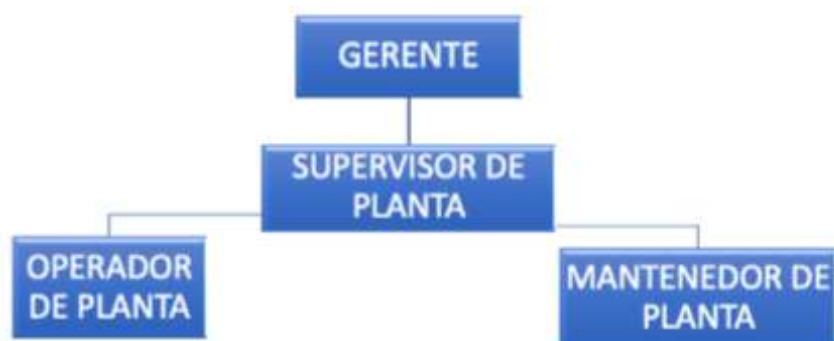 GERENTE
SUPERVISOR DE
PLANTA
OPERADOR
DE PLANTA
MANTENEDOR DE
PLANTA